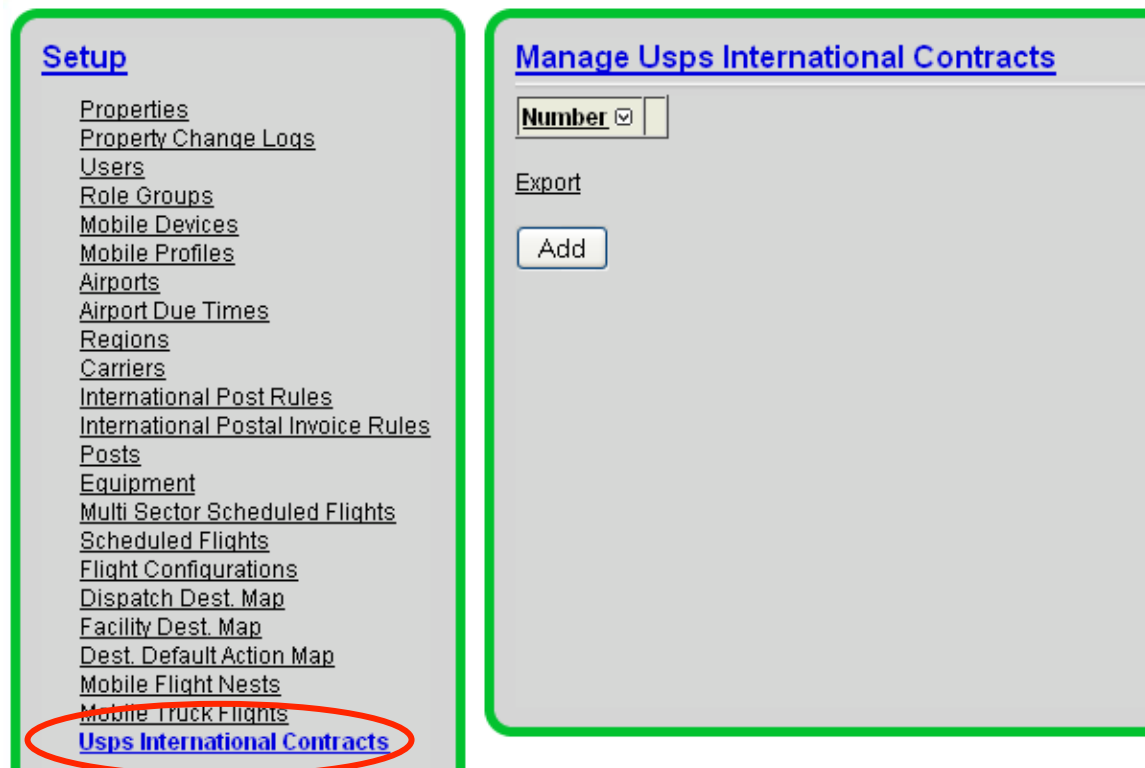 Setup
Properties
Property Change Logs
Users
Role Groups
Mobile Devices
Mobile Profiles
Airports
Airport Due Times
Regions
Carriers
International Post Rules
International Postal Invoice Rules
Posts
Equipment
Multi Sector Scheduled Flights
Scheduled Flights
Flight Configurations
Dispatch Dest. Map
Facility Dest. Map
Dest. Default Action Map
Mobile Flight Nests
Mobile Truck Flights
Usps International Contracts
Manage Usps International Contracts
Number
Export
Add